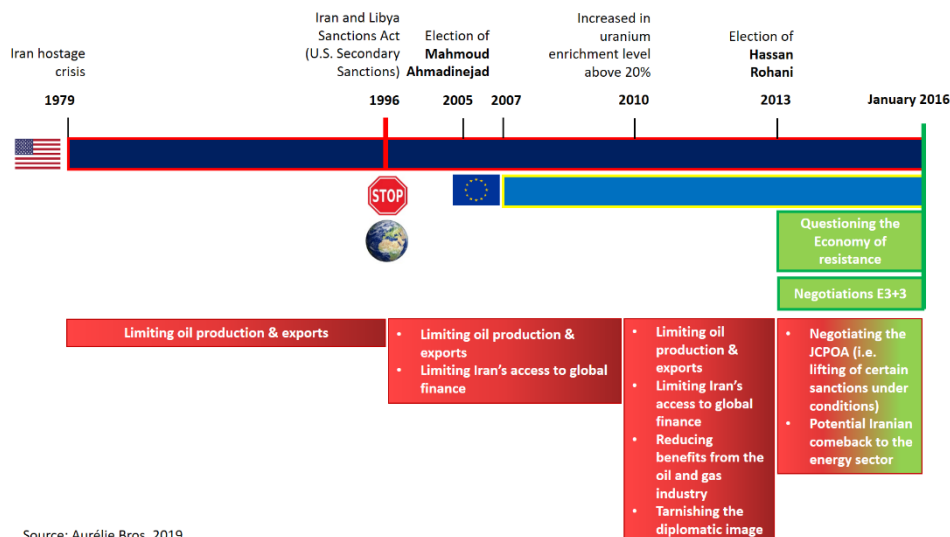 Iran hostage
crisis
1979
Iran and Libya
Sanctions Act
(U.S. Secondary
Sanctions)
1996
Election of
Mahmoud
Ahmadinejad
2005
2007
Increased in
uranium
enrichment level
above 20%
2010
Election of
Hassan
Rohani
2013
January 2016
STOP
Questioning the
Economy of
resistance
Negotiations E3+3
Limiting oil production & exports
• Limiting oil production &
exports
• Limiting Iran's access to global
finance
• Limiting oil
production &
exports
• Limiting Iran's
access to global
finance
• Reducing
benefits from the
oil and gas
industry
• Tarnishing the
diplomatic image
• Negotiating the
JCPOA (i.e.
lifting of certain
sanctions under
conditions)
• Potential Iranian
comeback to the
energy sector
Source: Aurélie Bros, 2019